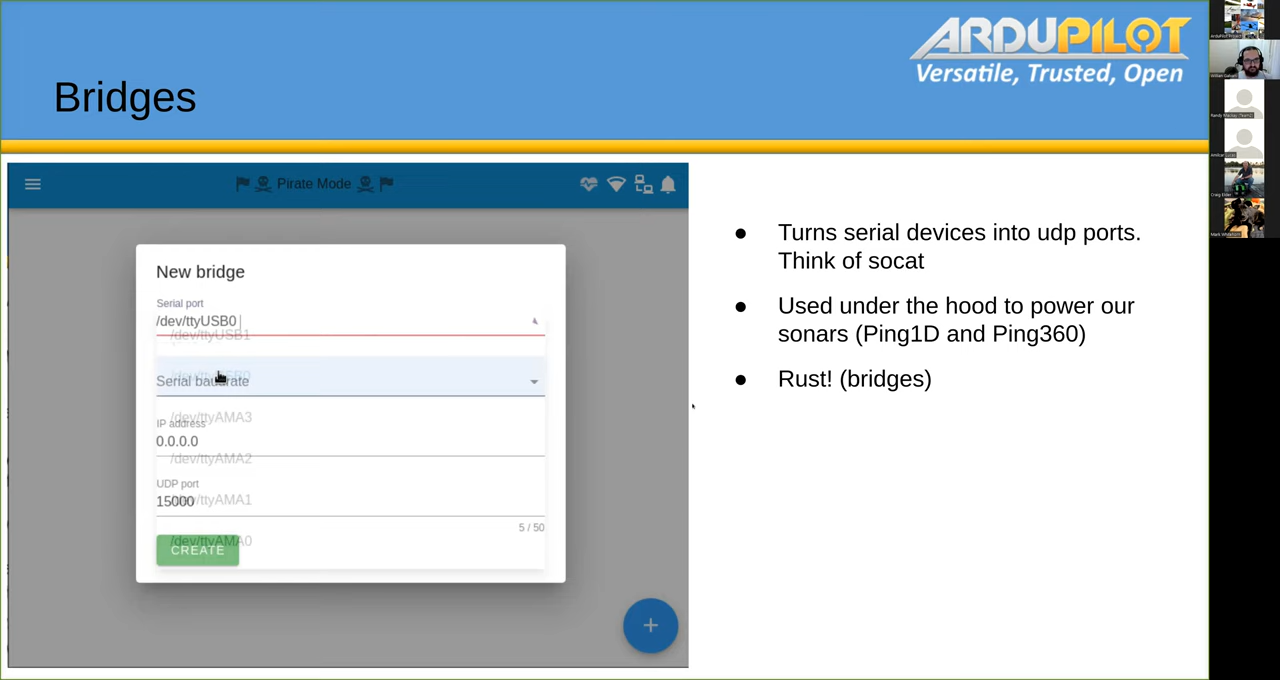 ARDUPILOT
Versatile, Trusted, Open
Bridges
Pirate Mode
New bridge
Serial port
/dev/ttyUSB0
/dev/ttyUSB1
/dev/ttyUSB0
Serial baudrate
/dev/ttyAMA3
IP address
0.0.0.0
/dev/ttyAMA2
UDP port
15000
/dev/ttyAMA1
5 / 50
/dev/ttyAMA0
CREATE
+
● Turns serial devices into udp ports.
Think of socat
● Used under the hood to power our
sonars (Ping1D and Ping360)
● Rust! (bridges)